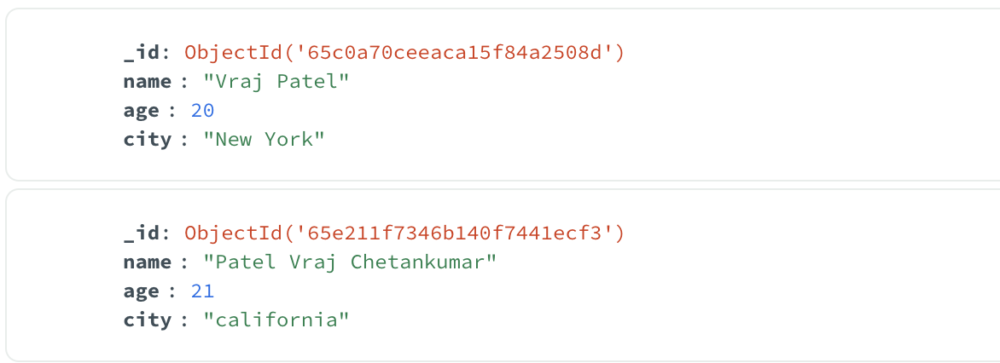 _id: ObjectId('65c0a70ceeaca15f84a2508d')
name : "Vraj Patel"
age : 20
city : "New York"
_id: ObjectId('65e211f7346b140f7441ecf3')
name : "Patel Vraj Chetankumar"
age : 21
city : "california"